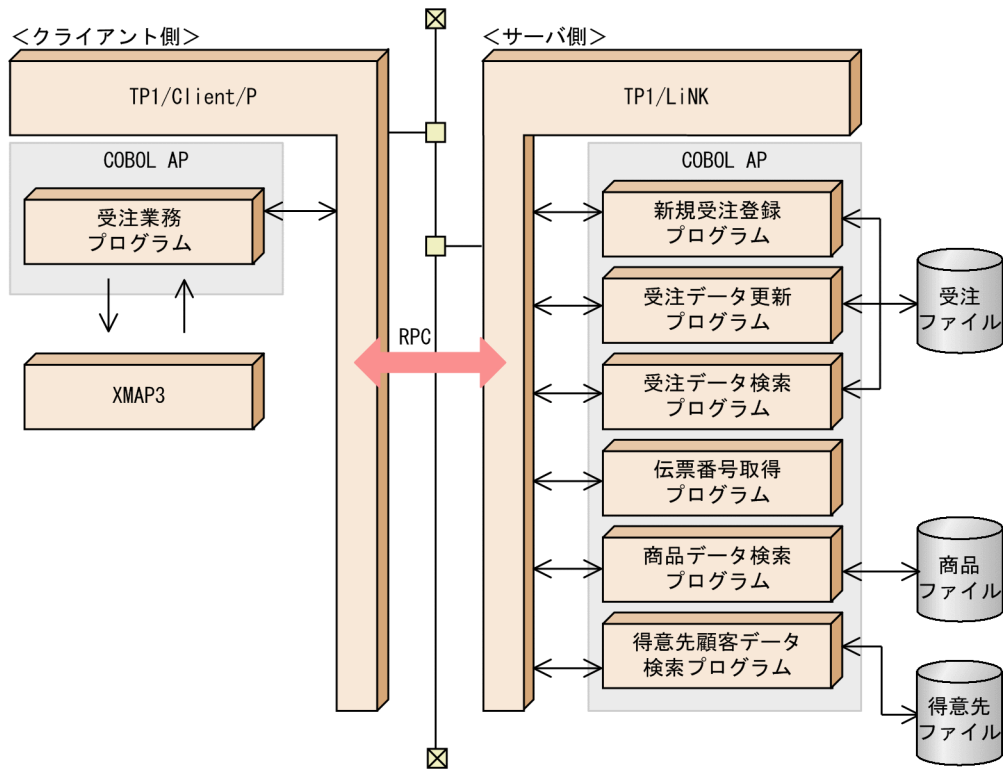 ＜クライアント側＞
TP1/Client/P
COBOL AP
受注業務
プログラム
XMAP3
RPC
＜サーバ側＞
TP1/LiNK
COBOL AP
新規受注登録
プログラム
受注データ更新
プログラム
受注データ検索
プログラム
伝票番号取得
プログラム
商品データ検索
プログラム
得意先顧客データ
検索プログラム
受注
ファイル
商品
ファイル
得意先
ファイル